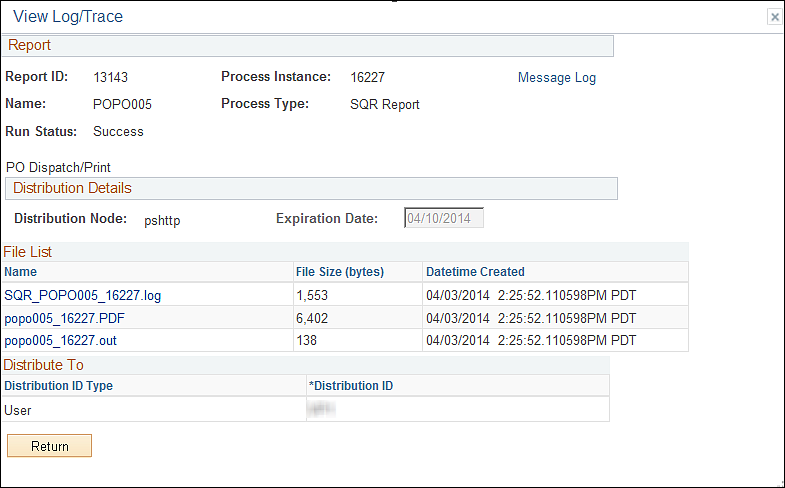 View Log/Trace
Report
Report ID: 13143 Process Instance: 16227 Message Log
Name: POPO005 Process Type: SQR Report
Run Status: Success
PO Dispatch/Print
Distribution Details
Distribution Node: pshttp Expiration Date: 04/10/2014
File List
Name File Size (bytes) Datetime Created
SQR_POPO005_16227.log 1,553 04/03/2014 2:25:52.110598PM PDT
popo005_16227.PDF 6,402 04/03/2014 2:25:52.110598PM PDT
popo005_16227.out 138 04/03/2014 2:25:52.110598PM PDT
Distribute To
Distribution ID Type *Distribution ID
User
Return